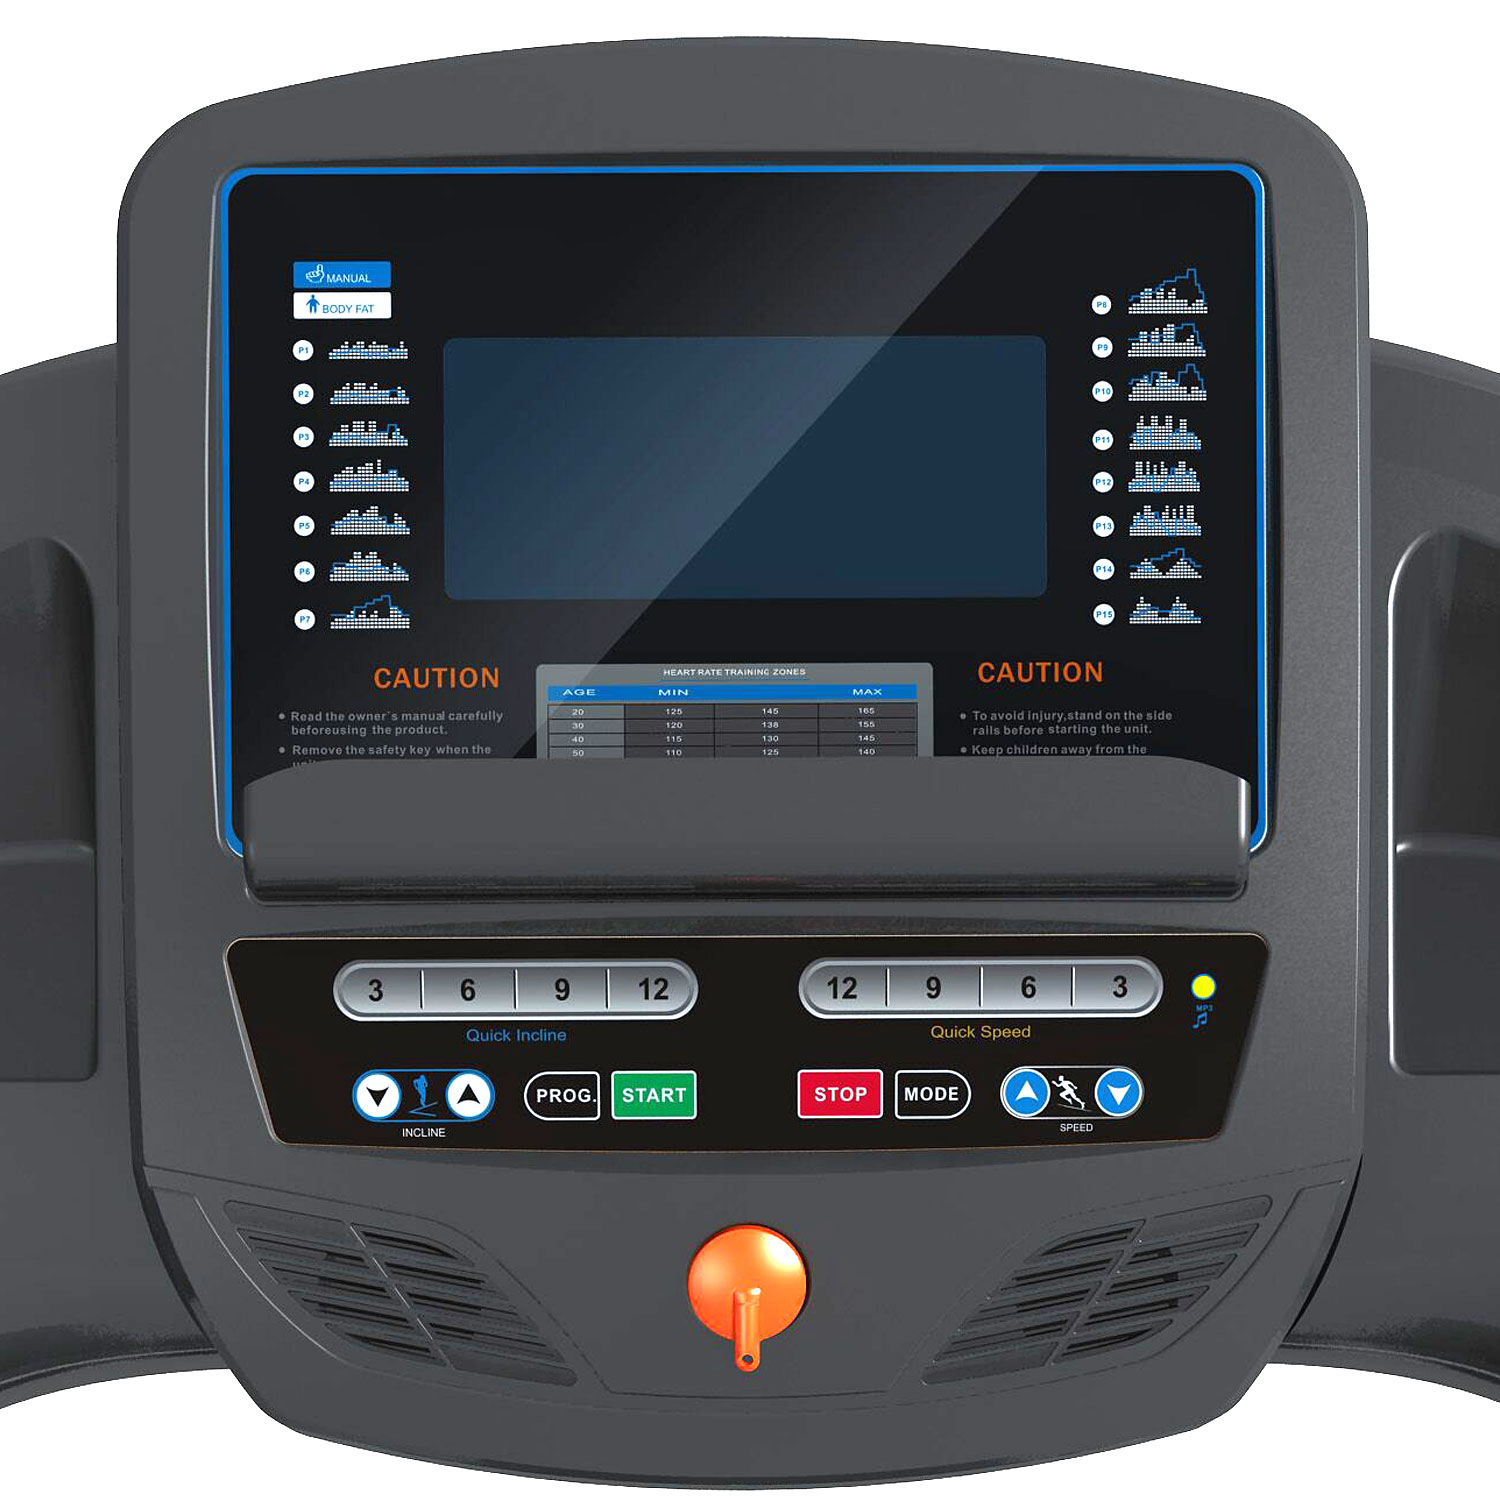 MANUAL
BODY FAT
P1
P2
P3
P4
P5
P6
P7
P8
P9
P10
P11
P12
P13
P14
P15
CAUTION
● Read the owner's manual carefully
beforeusing the product.
● Remove the safety key when the
HEART RATE TRAINING ZONES
AGE MIN MAX
20 125 145 165
30 120 138 155
40 115 130 145
50 110 125 140
CAUTION
● To avoid injury,stand on the side
rails before starting the unit.
● Keep children away from the
3 6 9 12
Quick Incline
12 9 6 3
Quick Speed
MP3
INCLINE
PROG.
START
STOP
MODE
SPEED